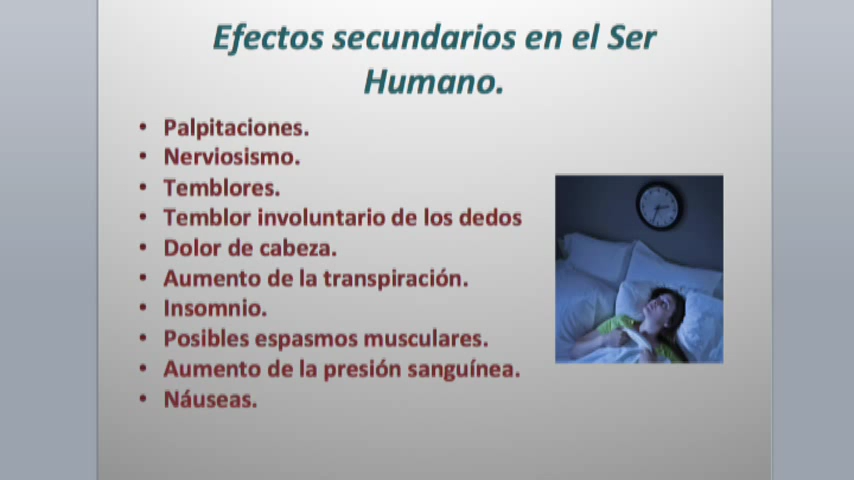 Efectos secundarios en el Ser
Humano.
• Palpitaciones.
• Nerviosismo.
• Temblores.
• Temblor involuntario de los dedos
• Dolor de cabeza.
• Aumento de la transpiración.
• Insomnio.
• Posibles espasmos musculares.
• Aumento de la presión sanguínea.
• Náuseas.